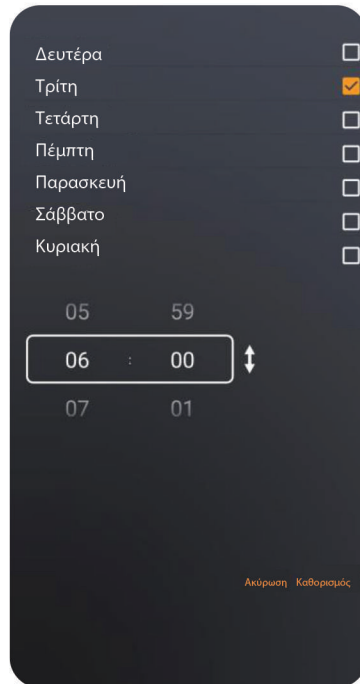 Δευτέρα
Τρίτη
Τετάρτη
Πέμπτη
Παρασκευή
Σάββατο
Κυριακή
05 59
06 : 00
07 01
Ακύρωση Καθορισμός